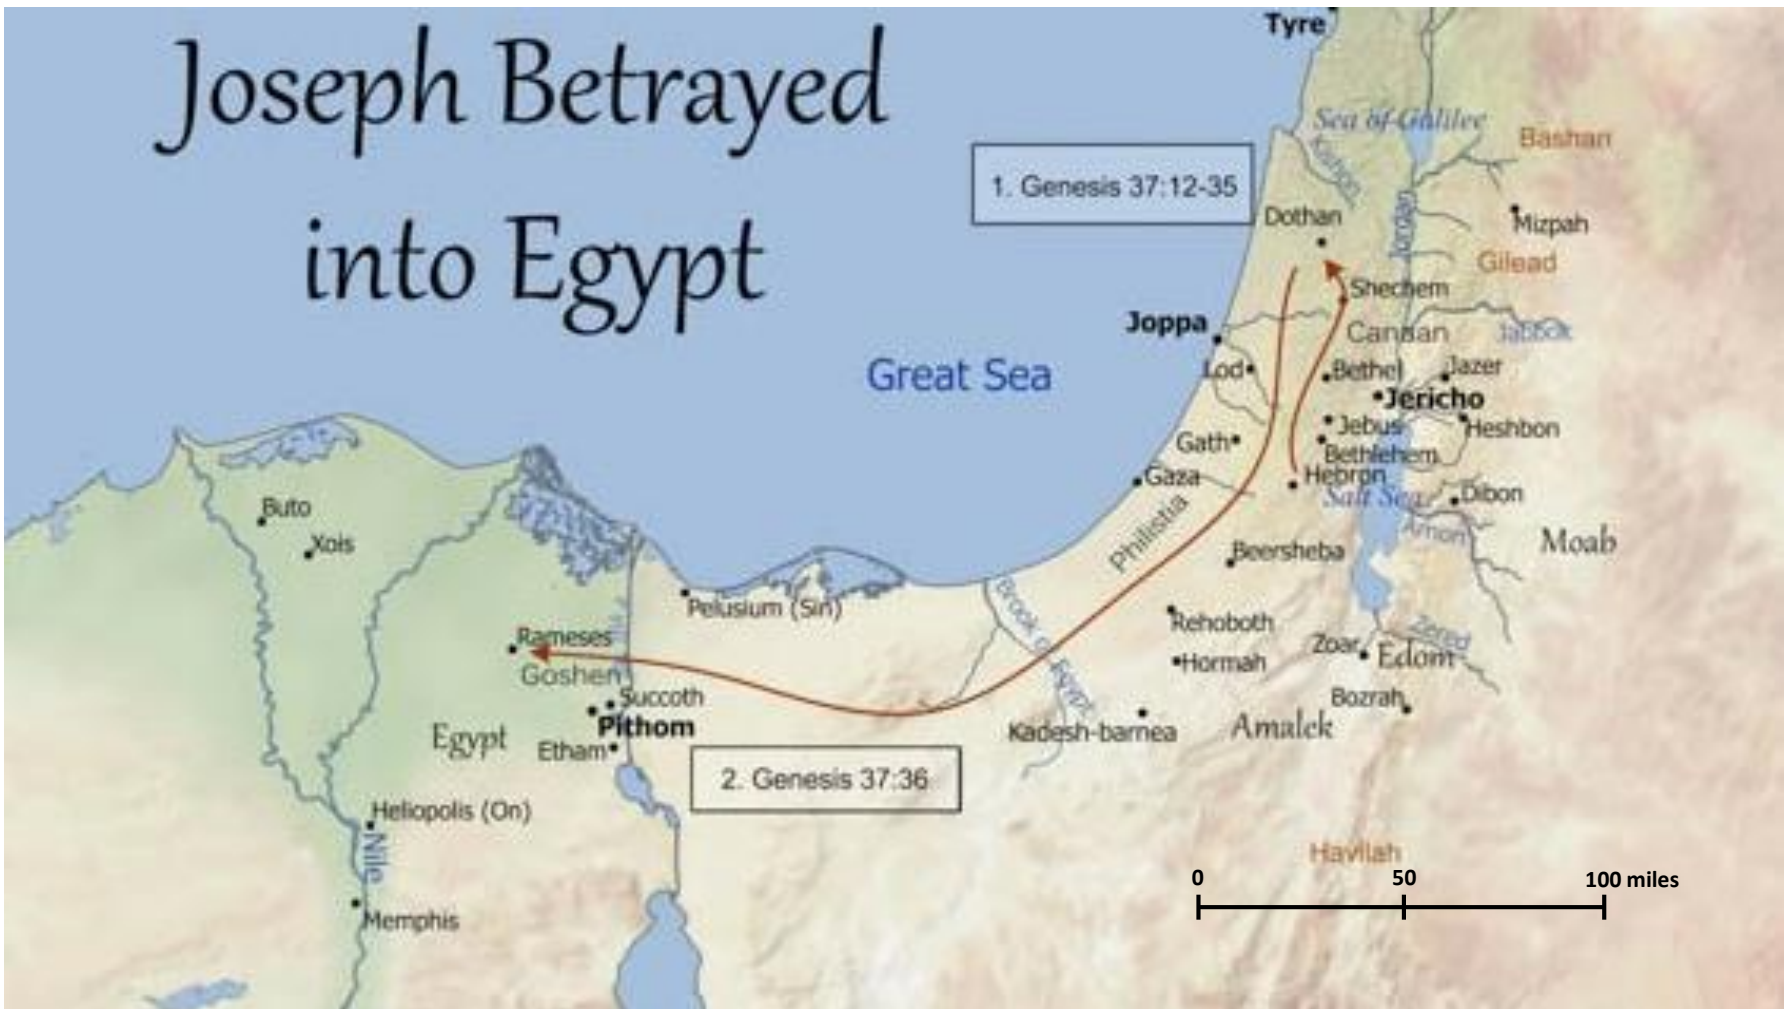 Joseph Betrayed
into Egypt
Tyre
Sea of Galilee
Bashan
Kishon
1. Genesis 37:12-35
Dothan
Jordan
Mizpah
Gilead
Shechem
Joppa
Canaan
Jabbok
Great Sea
Lod
Bethel
Jazer
Jericho
Jebus
Heshbon
Gath
Bethlehem
Gaza
Hebron
Salt Sea
Dibon
Buto
Philistia
Arnon
Moab
Xois
Beersheba
Pelusium (Sin)
Brook of Egypt
Rehoboth
Rameses
Zered
Zoar
Edom
Goshen
Hormah
Succoth
Bozrah
Pithom
Egypt
Kadesh-barnea
Amalek
Etham
2. Genesis 37:36
Heliopolis (On)
Nile
Havilah
0 50 100 miles
Memphis